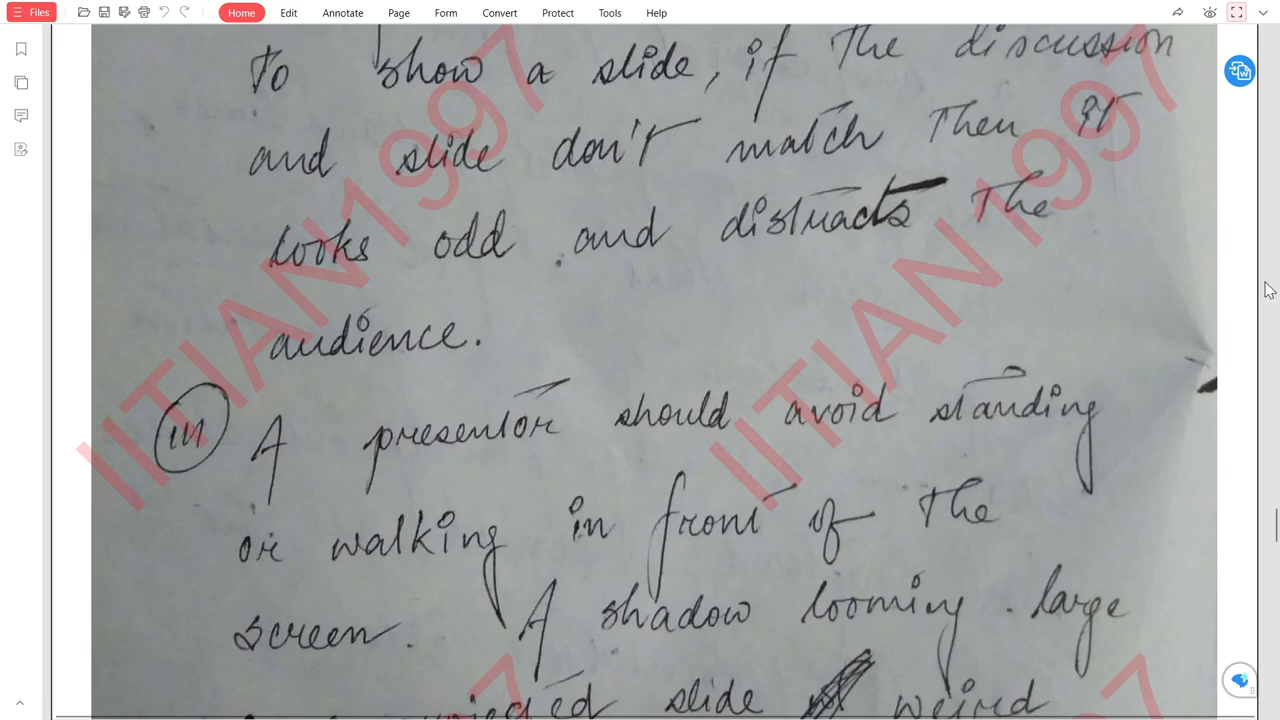 Files
Home
Edit
Annotate
Page
Form
Convert
Protect
Tools
Help
To show a slide, if The discussion
and slide don't match Then it
looks odd and distracts The
audience.
(iii) A presentor should avoid standing
or walking in front of The
screen. A shadow looming large
slide weird
IITIAN1997
IITIAN1997